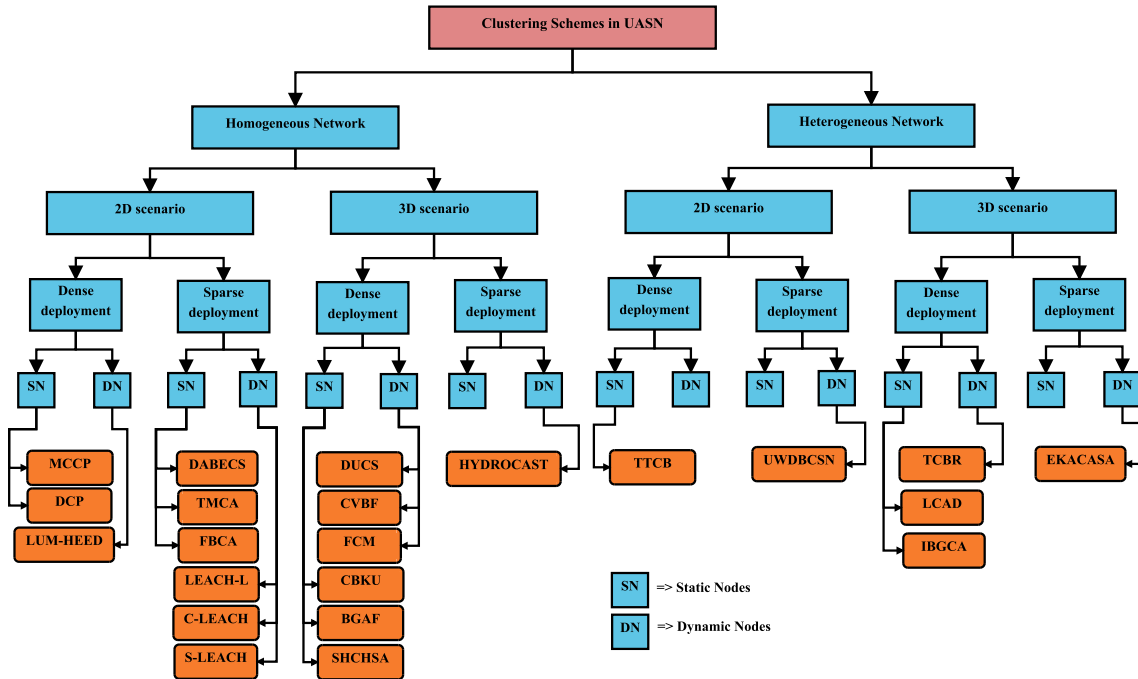 Clustering Schemes in UASN
Homogeneous Network
Heterogeneous Network
2D scenario
3D scenario
2D scenario
3D scenario
Dense
deployment
Sparse
deployment
Dense
deployment
Sparse
deployment
Dense
deployment
Sparse
deployment
Dense
deployment
Sparse
deployment
SN
DN
SN
DN
SN
DN
SN
DN
SN
DN
SN
DN
SN
DN
SN
DN
MCCP
DCP
LUM-HEED
DABECS
TMCA
FBCA
LEACH-L
C-LEACH
S-LEACH
DUCS
CVBF
FCM
CBKU
BGAF
SHCHSA
HYDROCAST
TTCB
UWDBCSN
TCBR
LCAD
IBGCA
EKACASA
SN => Static Nodes
DN => Dynamic Nodes